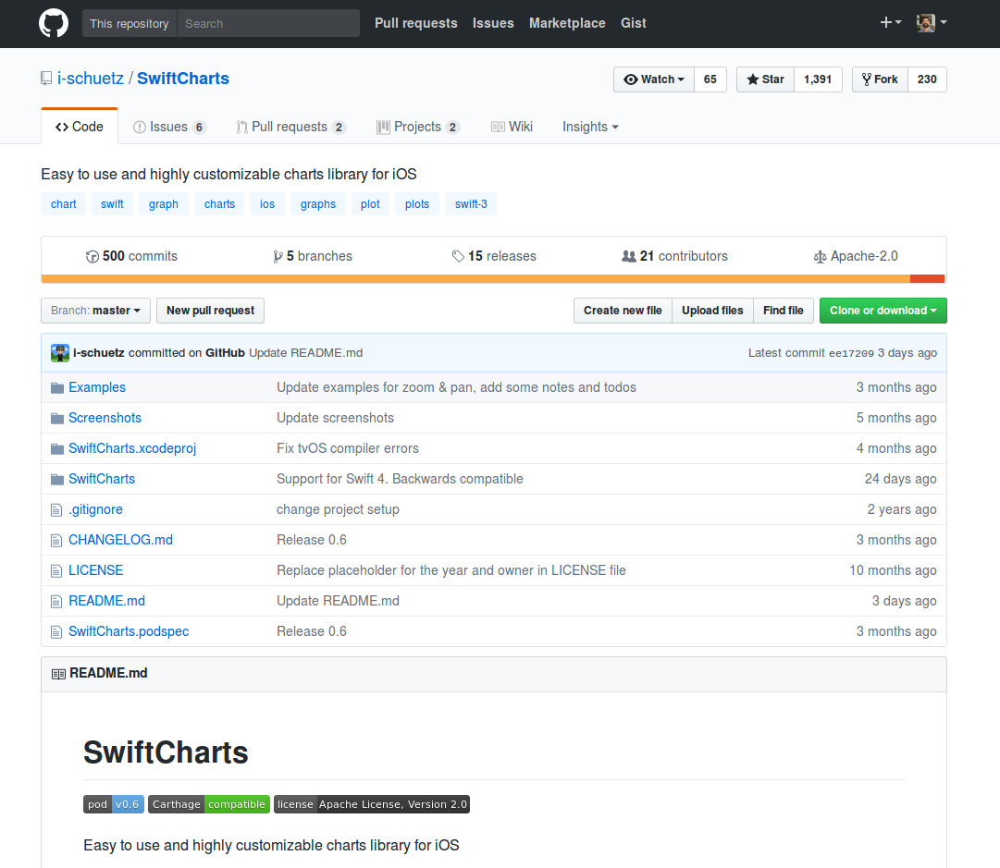 This repository Search Pull requests Issues Marketplace Gist
i-schuetz / SwiftCharts Watch 65 Star 1,391 Fork 230
Code Issues 6 Pull requests 2 Projects 2 Wiki Insights
Easy to use and highly customizable charts library for iOS
chart swift graph charts ios graphs plot plots swift-3
500 commits 5 branches 15 releases 21 contributors Apache-2.0
Branch: master New pull request Create new file Upload files Find file Clone or download
i-schuetz committed on GitHub Update README.md Latest commit ee17209 3 days ago
Examples Update examples for zoom & pan, add some notes and todos 3 months ago
Screenshots Update screenshots 5 months ago
SwiftCharts.xcodeproj Fix tvOS compiler errors 4 months ago
SwiftCharts Support for Swift 4. Backwards compatible 24 days ago
.gitignore change project setup 2 years ago
CHANGELOG.md Release 0.6 3 months ago
LICENSE Replace placeholder for the year and owner in LICENSE file 10 months ago
README.md Update README.md 3 days ago
SwiftCharts.podspec Release 0.6 3 months ago
README.md
SwiftCharts
pod v0.6 Carthage compatible license Apache License, Version 2.0
Easy to use and highly customizable charts library for iOS